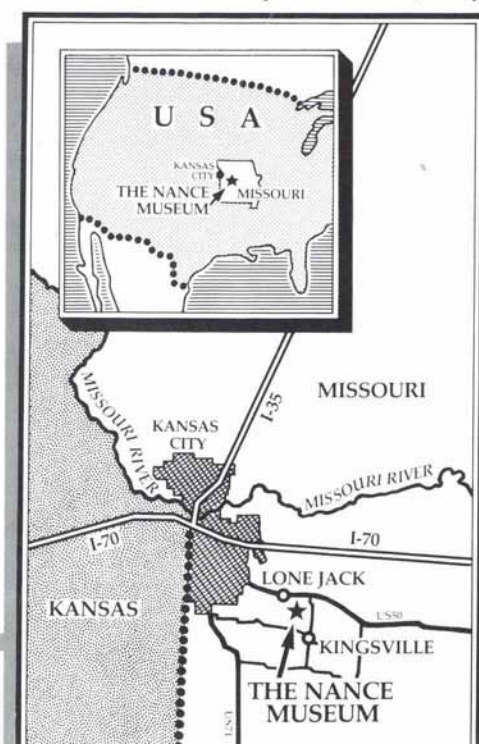 U S A
KANSAS
CITY
THE NANCE
MUSEUM
MISSOURI
MISSOURI RIVER
KANSAS
CITY
I-35
MISSOURI
MISSOURI RIVER
I-70
I-70
KANSAS
LONE JACK
US50
KINGSVILLE
THE NANCE
MUSEUM
US71